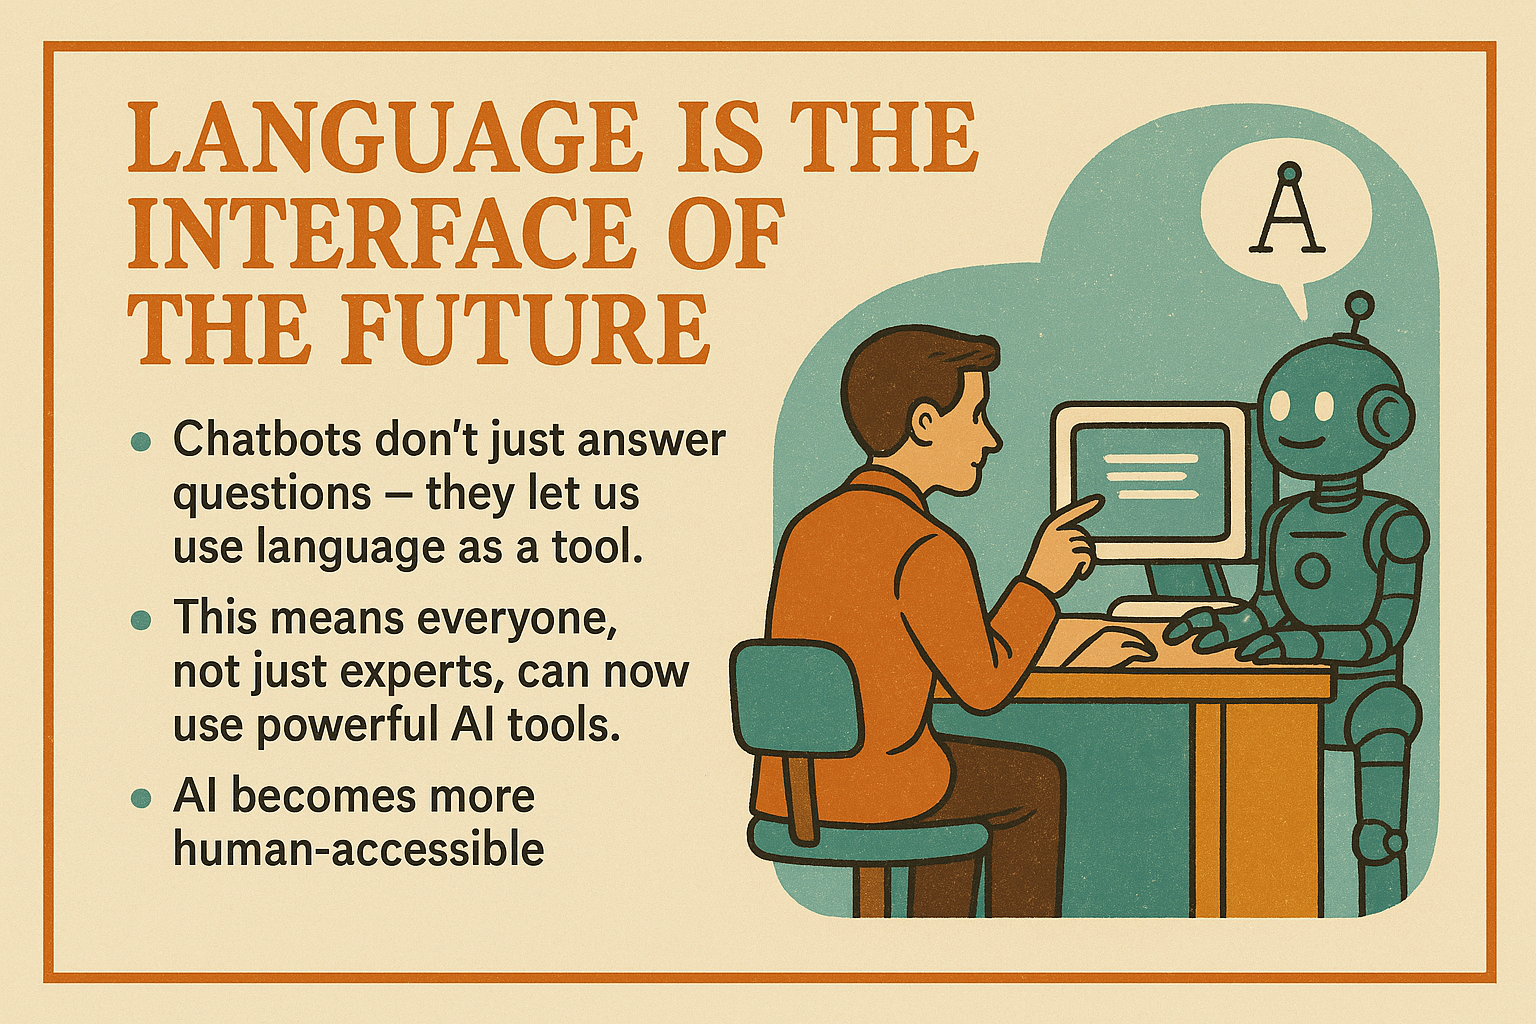 LANGUAGE IS THE
INTERFACE OF
THE FUTURE
• Chatbots don't just answer
questions – they let us
use language as a tool.
• This means everyone,
not just experts, can now
use powerful AI tools.
• AI becomes more
human-accessible
A